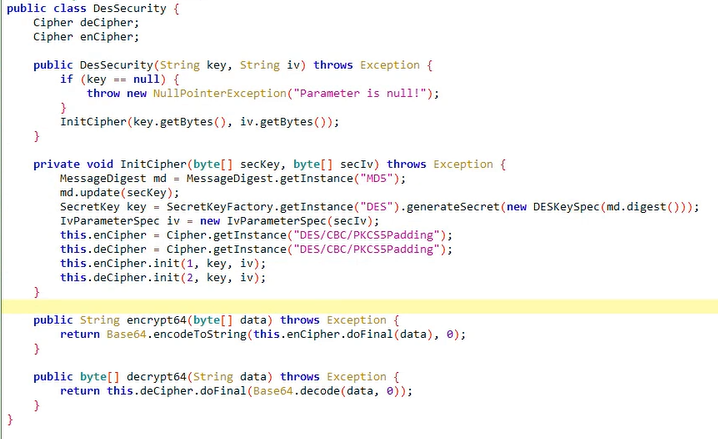 public class DesSecurity {
    Cipher deCipher;
    Cipher enCipher;

    public DesSecurity(String key, String iv) throws Exception {
        if (key == null) {
            throw new NullPointerException("Parameter is null!");
        }
        InitCipher(key.getBytes(), iv.getBytes());
    }

    private void InitCipher(byte[] secKey, byte[] secIv) throws Exception {
        MessageDigest md = MessageDigest.getInstance("MD5");
        md.update(secKey);
        SecretKey key = SecretKeyFactory.getInstance("DES").generateSecret(new DESKeySpec(md.digest()));
        IvParameterSpec iv = new IvParameterSpec(secIv);
        this.enCipher = Cipher.getInstance("DES/CBC/PKCS5Padding");
        this.deCipher = Cipher.getInstance("DES/CBC/PKCS5Padding");
        this.enCipher.init(1, key, iv);
        this.deCipher.init(2, key, iv);
    }

    public String encrypt64(byte[] data) throws Exception {
        return Base64.encodeToString(this.enCipher.doFinal(data), 0);
    }

    public byte[] decrypt64(String data) throws Exception {
        return this.deCipher.doFinal(Base64.decode(data, 0));
    }
}